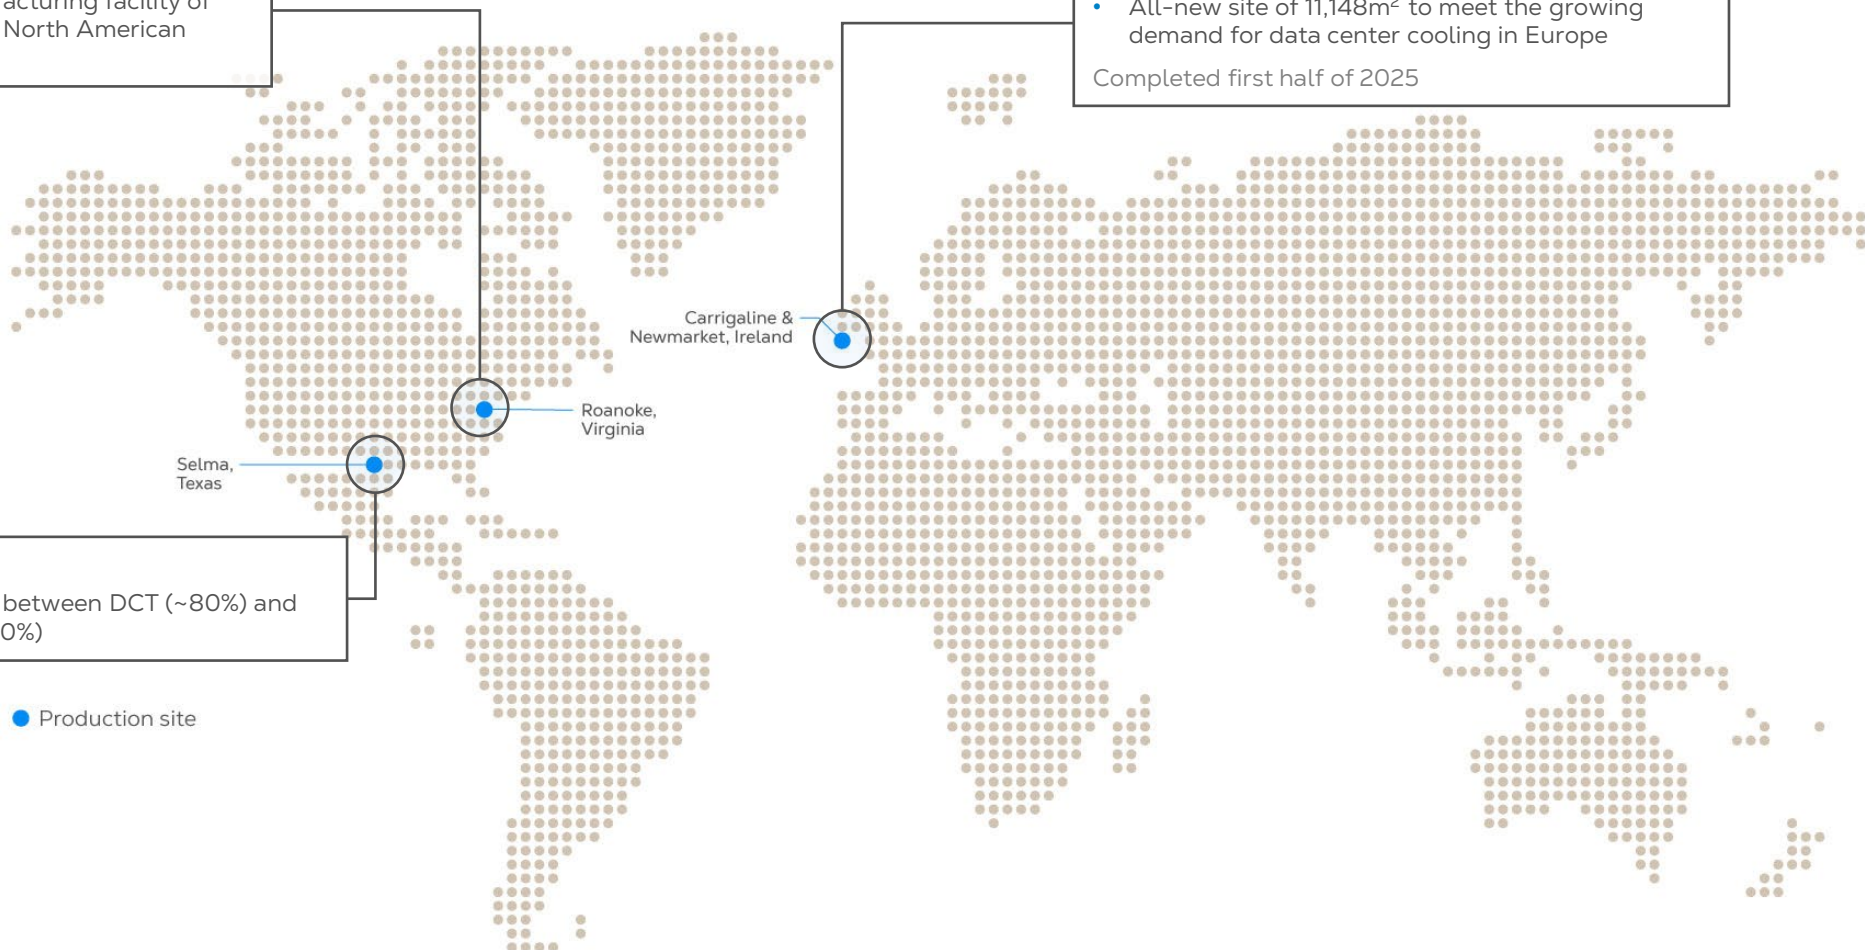 North American
All-new site of 11,148m² to meet the growing
demand for data center cooling in Europe
Completed first half of 2025
Carrigaline &
Newmarket, Ireland
Roanoke,
Virginia
Selma,
Texas
between DCT (~80%) and
0%)
Production site